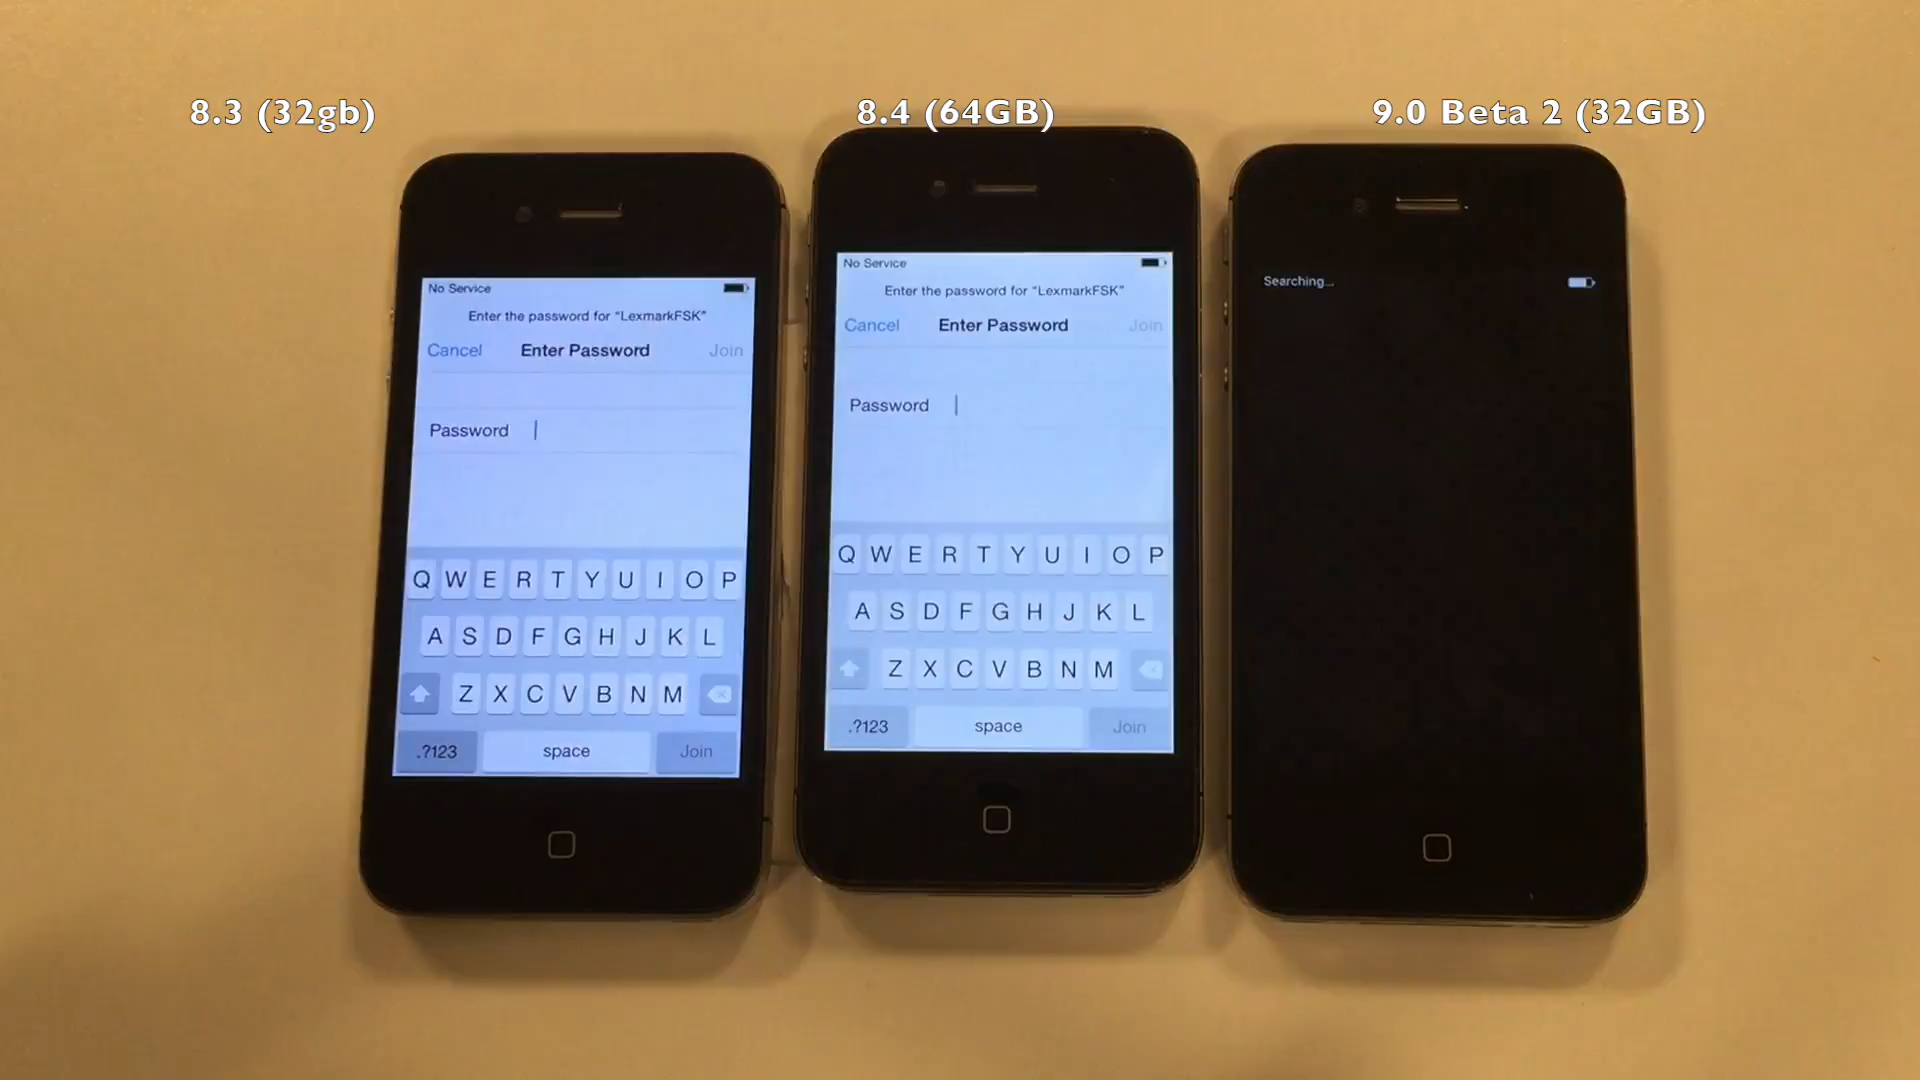 8.3 (32gb)
8.4 (64GB)
9.0 Beta 2 (32GB)
No Service
Enter the password for “LexmarkFSK”
Cancel Enter Password Join
Password
Q W E R T Y U I O P
A S D F G H J K L
Z X C V B N M
.?123 space Join
No Service
Enter the password for “LexmarkFSK”
Cancel Enter Password Join
Password
Q W E R T Y U I O P
A S D F G H J K L
Z X C V B N M
.?123 space Join
Searching...